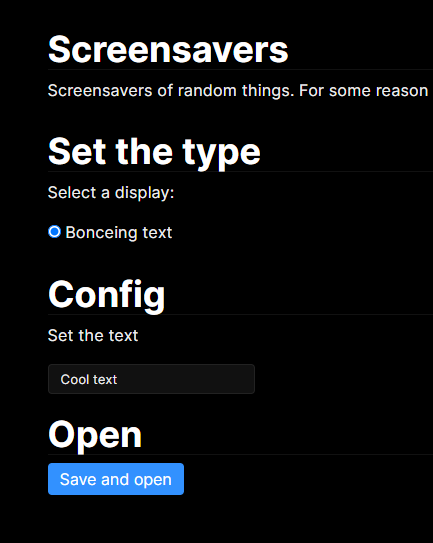 Screensavers
Screensavers of random things. For some reason
Set the type
Select a display:
Bonceing text
Config
Set the text
Cool text
Open
Save and open